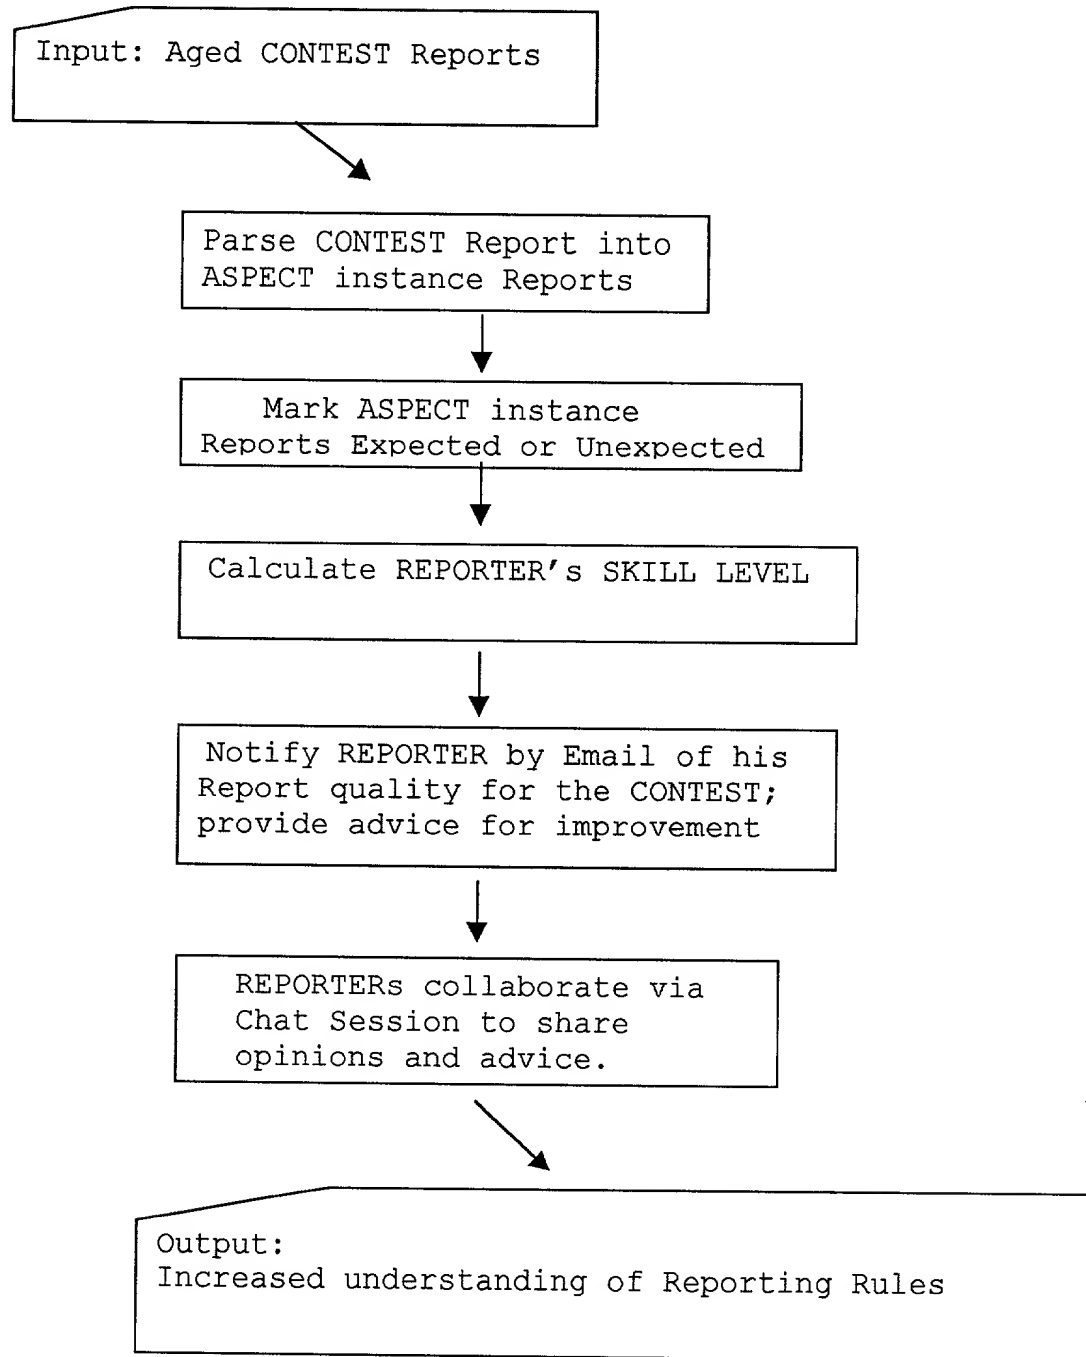 Input: Aged CONTEST Reports
Parse CONTEST Report into
ASPECT instance Reports
Mark ASPECT instance
Reports Expected or Unexpected
Calculate REPORTER's SKILL LEVEL
Notify REPORTER by Email of his
Report quality for the CONTEST;
provide advice for improvement
REPORTERs collaborate via
Chat Session to share
opinions and advice.
Output:
Increased understanding of Reporting Rules